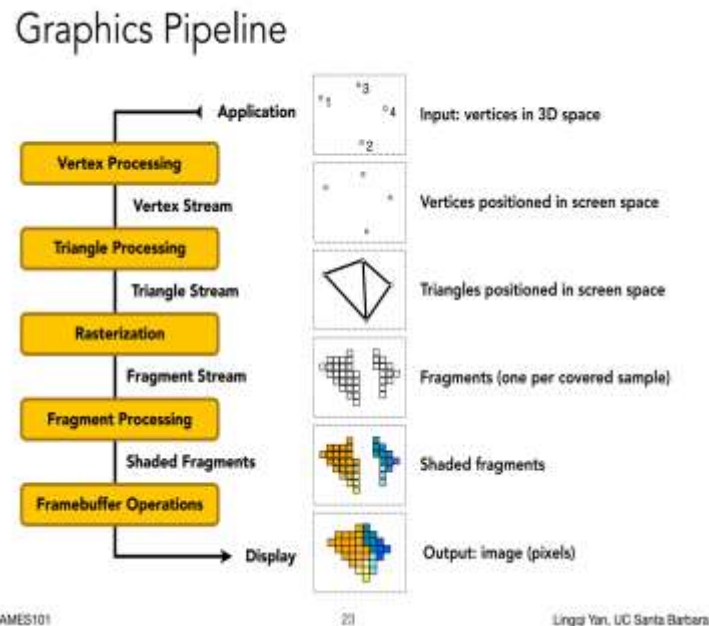 Graphics Pipeline
Application
1
3
4
2
Input: vertices in 3D space
Vertex Processing
Vertex Stream
Vertices positioned in screen space
Triangle Processing
Triangle Stream
Triangles positioned in screen space
Rasterization
Fragment Stream
Fragments (one per covered sample)
Fragment Processing
Shaded Fragments
Shaded fragments
Framebuffer Operations
Display
Output: image (pixels)
AMES101
23
Lingqi Yan, UC Santa Barbara